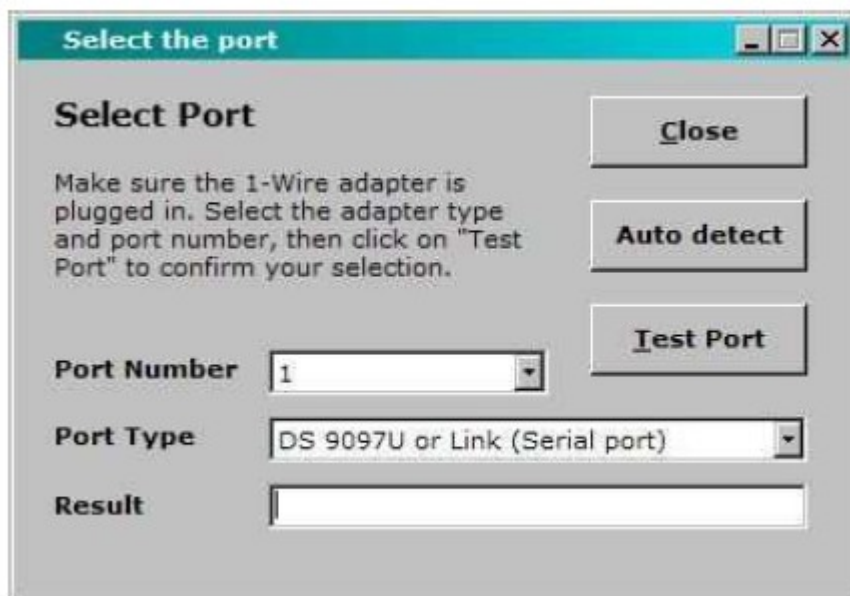 Select the port
Select Port
Close
Make sure the 1-Wire adapter is
plugged in. Select the adapter type
and port number, then click on "Test
Port" to confirm your selection.
Auto detect
Test Port
Port Number
1
Port Type
DS 9097U or Link (Serial port)
Result